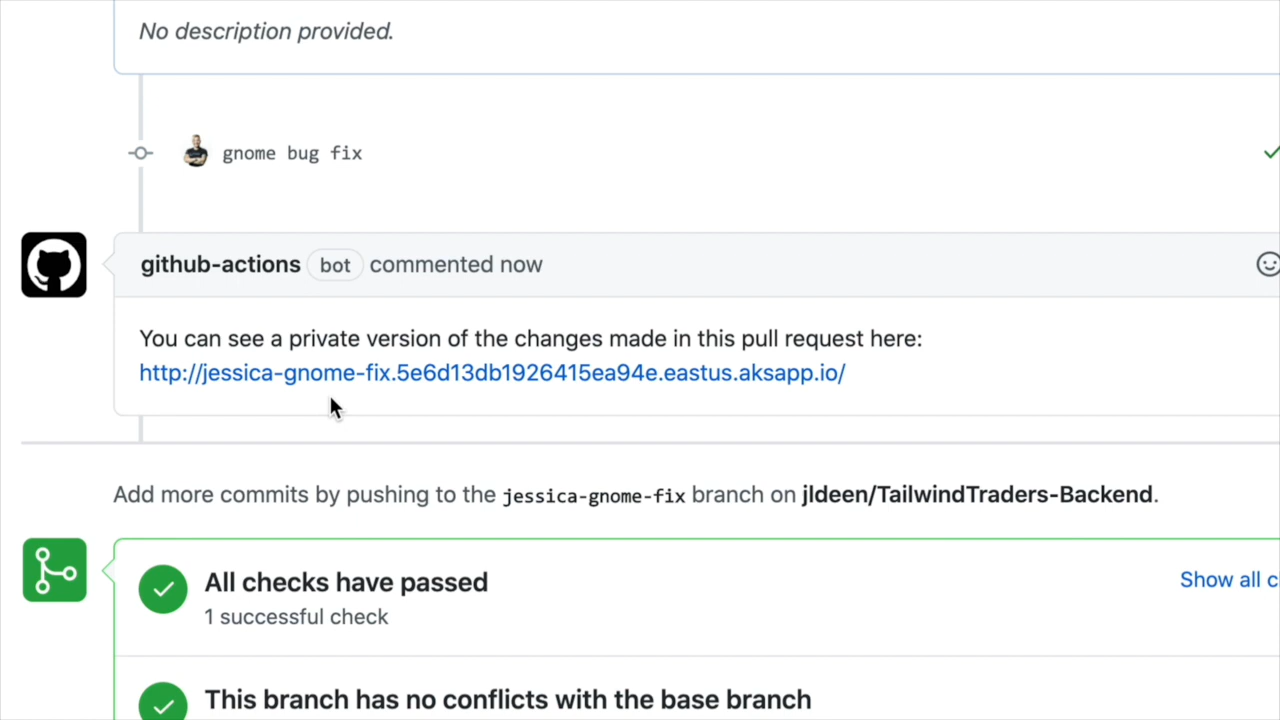 No description provided.
gnome bug fix
github-actions bot commented now
You can see a private version of the changes made in this pull request here:
http://jessica-gnome-fix.5e6d13db1926415ea94e.eastus.aksapp.io/
Add more commits by pushing to the jessica-gnome-fix branch on jldeen/TailwindTraders-Backend.
All checks have passed
Show all c
1 successful check
This branch has no conflicts with the base branch